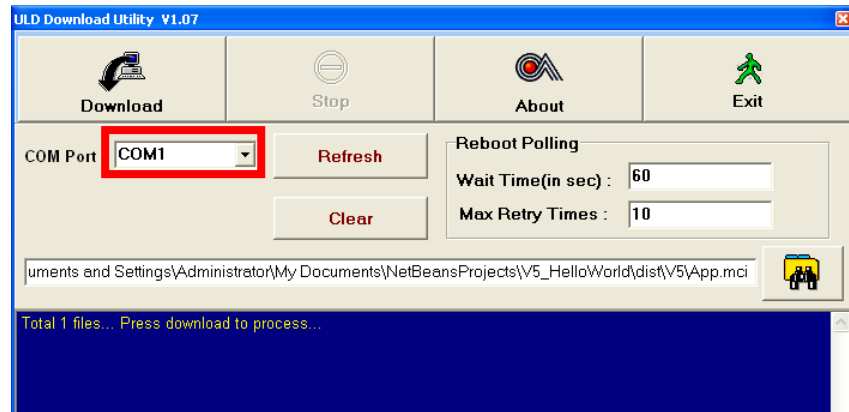 ULD Download Utility V1.07
Download
Stop
About
Exit
COM Port
COM1
Refresh
Reboot Polling
Wait Time(in sec) :
60
Clear
Max Retry Times :
10
uments and Settings\Administrator\My Documents\NetBeansProjects\V5_HelloWorld\dist\V5\App.mci
Total 1 files... Press download to process...